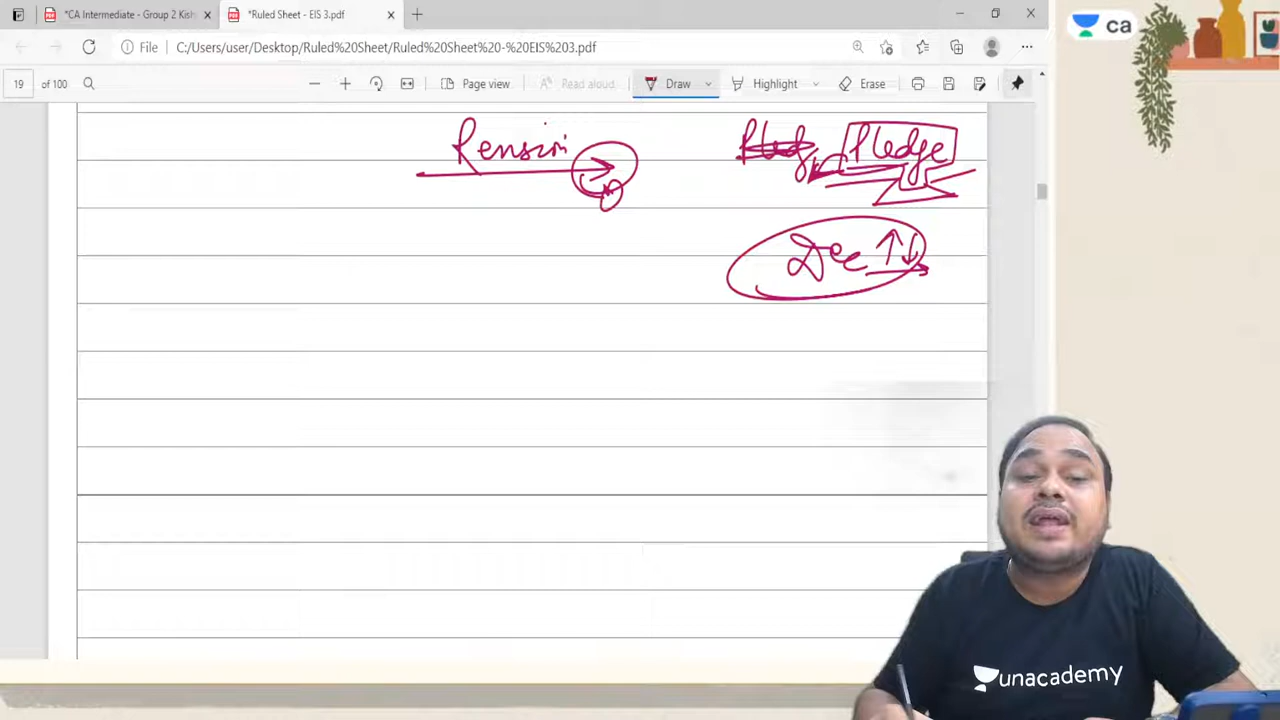 *CA Intermediate - Group 2 Kish
*Ruled Sheet - EIS 3.pdf
ca
File
C:/Users/user/Desktop/Ruled%20Sheet/Ruled%20Sheet%20-%20EIS%203.pdf
19 of 100
Page view
Read aloud
Draw
Highlight
Erase
Pension
Pledge
Dec ↑↓
unacademy